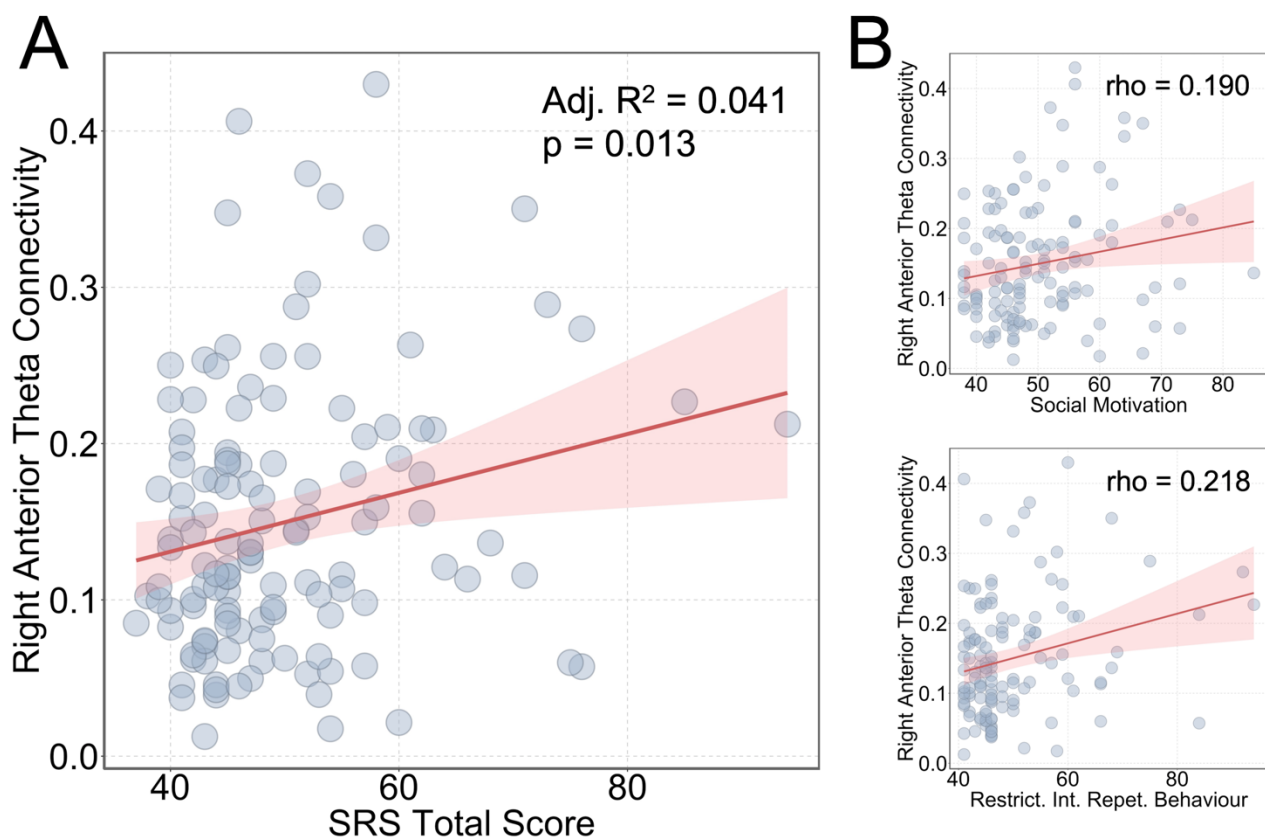 A
Right Anterior Theta Connectivity
0.4
0.3
0.2
0.1
0.0
Adj. R² = 0.041
p = 0.013
40 60 80
SRS Total Score
B
Right Anterior Theta Connectivity
0.4
0.3
0.2
0.1
0.0
rho = 0.190
40 50 60 70 80
Social Motivation
Right Anterior Theta Connectivity
0.4
0.3
0.2
0.1
0.0
rho = 0.218
40 60 80
Restrict. Int. Repet. Behaviour